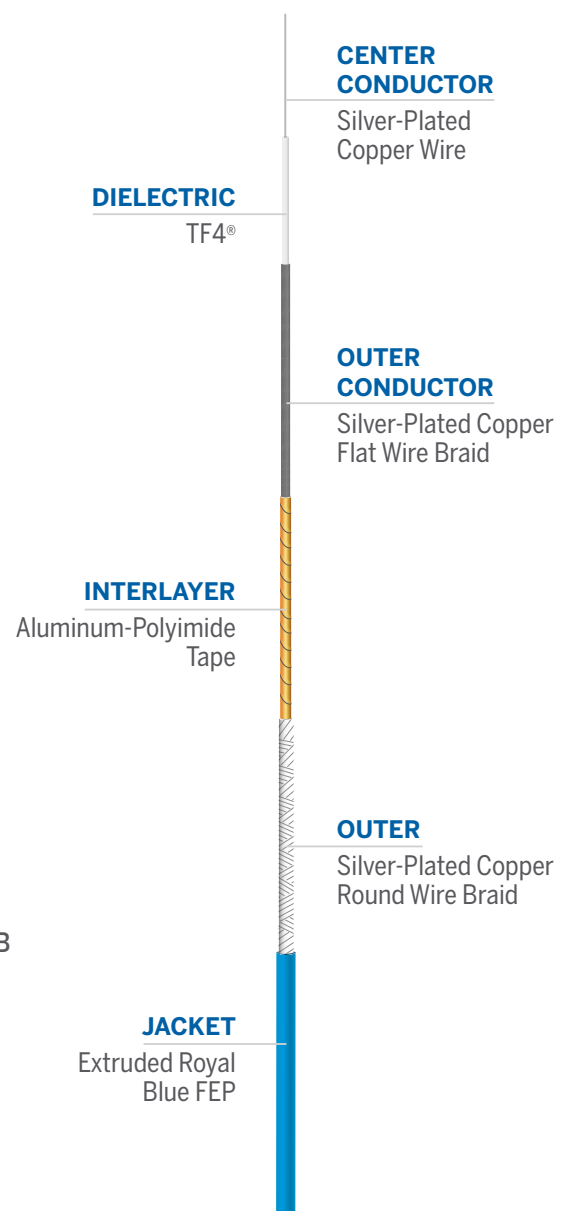 CENTER
CONDUCTOR
Silver-Plated
Copper Wire
DIELECTRIC
TF4®
OUTER
CONDUCTOR
Silver-Plated Copper
Flat Wire Braid
INTERLAYER
Aluminum-Polyimide
Tape
OUTER
Silver-Plated Copper
Round Wire Braid
B
JACKET
Extruded Royal
Blue FEP